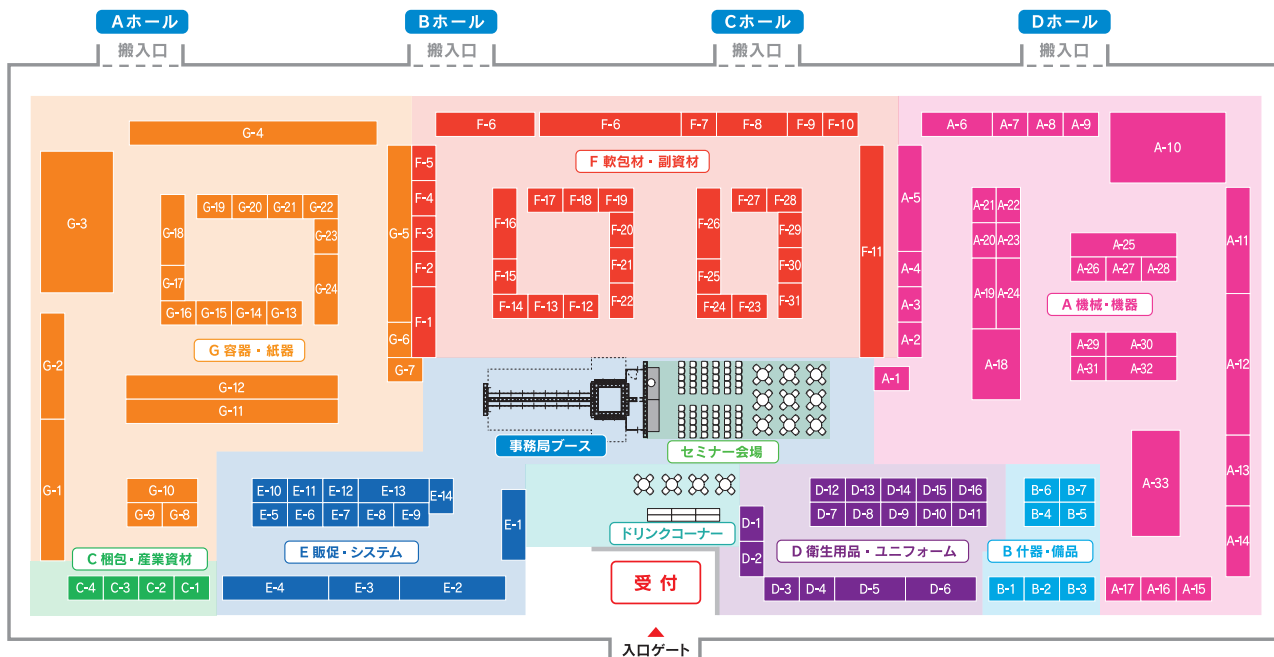 Aホール
Bホール
Cホール
Dホール
搬入口
搬入口
搬入口
搬入口
G-4
G-3
G-19
G-20
G-21
G-22
G-18
G-23
G-17
G-24
G-16
G-15
G-14
G-13
G-5
G-6
G-7
G-2
G 容器・紙器
G-12
G-11
G-1
G-10
G-9
G-8
F-6
F-6
F-7
F-8
F-9
F-10
F 軟包材・副資材
F-5
F-4
F-3
F-2
F-1
F-16
F-17
F-18
F-19
F-20
F-15
F-21
F-14
F-13
F-12
F-22
F-26
F-27
F-28
F-29
F-25
F-30
F-24
F-23
F-31
F-11
A-6
A-7
A-8
A-9
A-10
A-5
A-4
A-3
A-2
A-1
A-21
A-22
A-20
A-23
A-19
A-24
A-18
A-25
A-26
A-27
A-28
A 機械・機器
A-29
A-30
A-31
A-32
A-11
A-12
A-33
A-13
A-14
A-17
A-16
A-15
事務局ブース
セミナー会場
ドリンクコーナー
C 梱包・産業資材
C-4
C-3
C-2
C-1
E-10
E-11
E-12
E-13
E-14
E-5
E-6
E-7
E-8
E-9
E-1
E 販促・システム
E-4
E-3
E-2
D-12
D-13
D-14
D-15
D-16
D-7
D-8
D-9
D-10
D-11
D-1
D-2
D 衛生用品・ユニフォーム
D-3
D-4
D-5
D-6
B-6
B-7
B-4
B-5
B 什器・備品
B-1
B-2
B-3
受付
入口ゲート